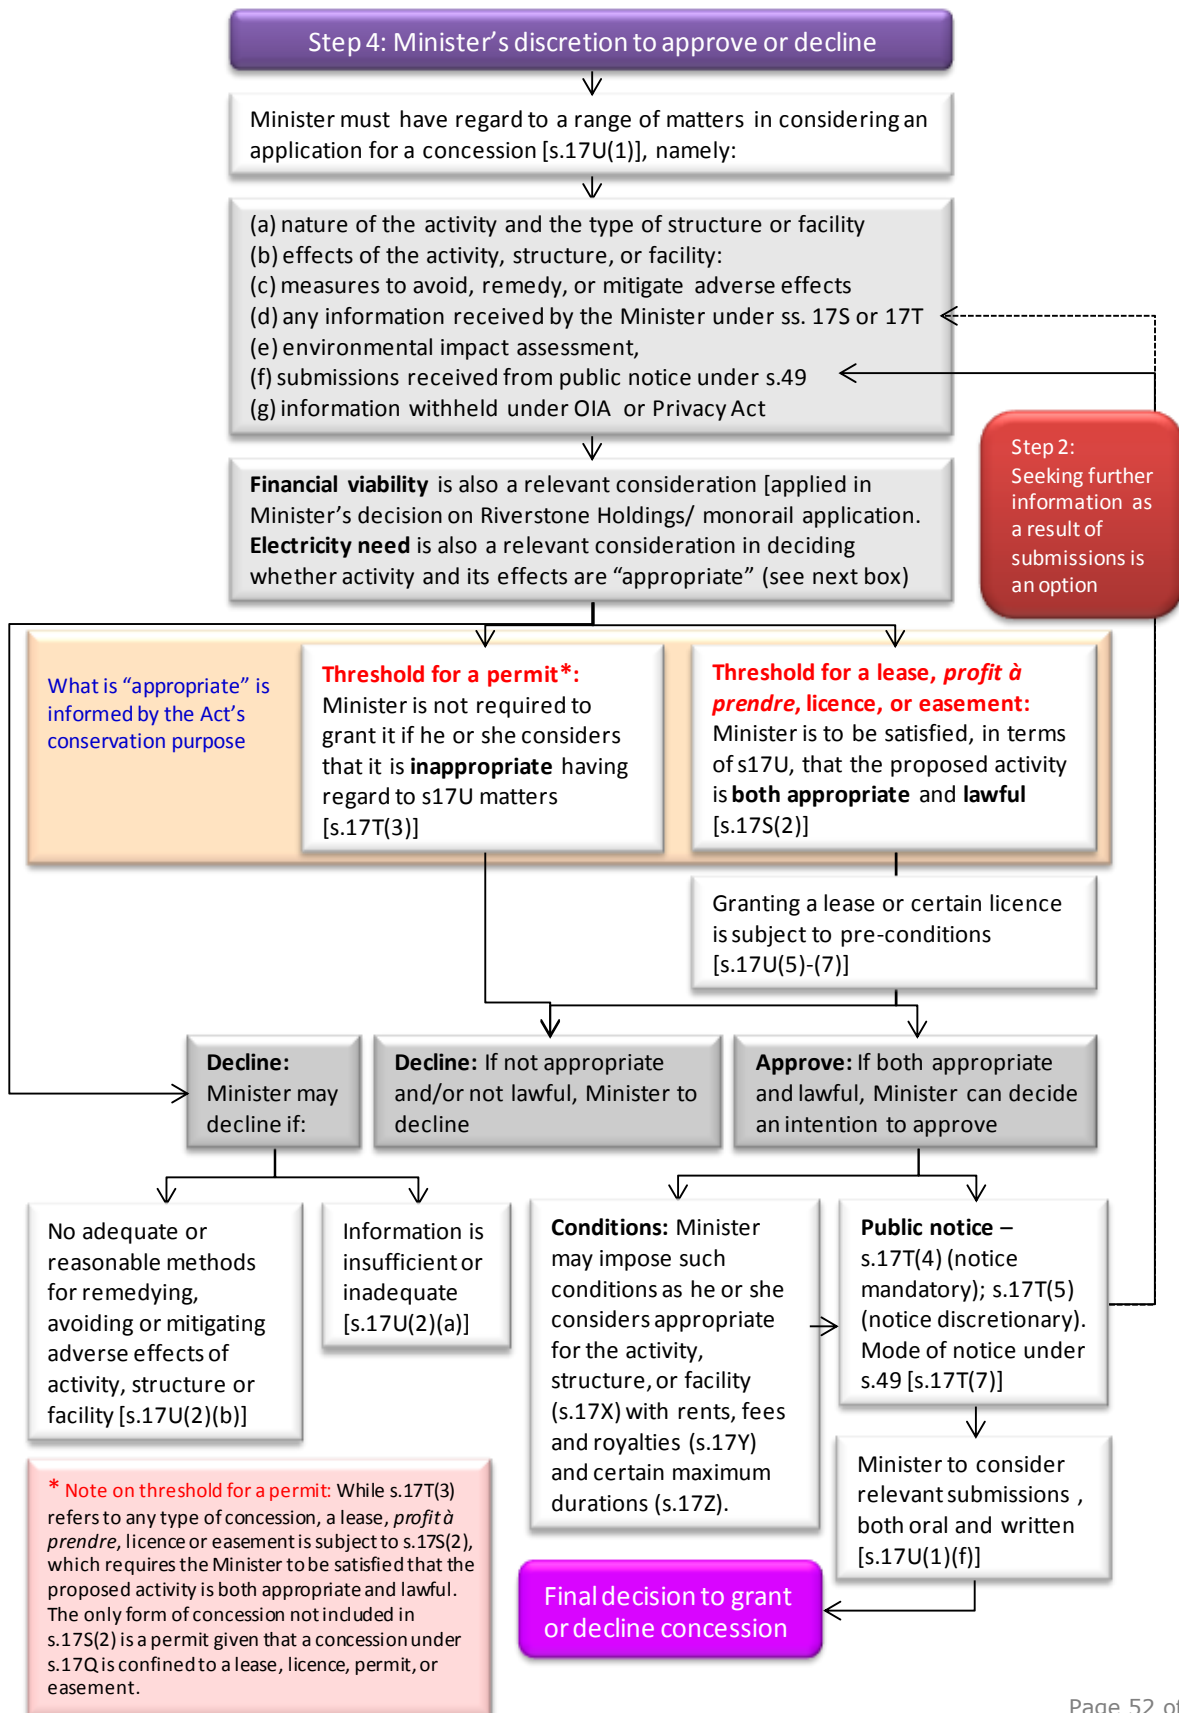 Step 4: Minister's discretion to approve or decline
Minister must have regard to a range of matters in considering an
application for a concession [s.17U(1)], namely:
(a) nature of the activity and the type of structure or facility
(b) effects of the activity, structure, or facility:
(c) measures to avoid, remedy, or mitigate adverse effects
(d) any information received by the Minister under ss. 17S or 17T
(e) environmental impact assessment,
(f) submissions received from public notice under s.49
(g) information withheld under OIA or Privacy Act
Step 2:
Seeking further
information as
a result of
submissions is
an option
Financial viability is also a relevant consideration [applied in
Minister's decision on Riverstone Holdings/ monorail application.
Electricity need is also a relevant consideration in deciding
whether activity and its effects are "appropriate" (see next box)
What is "appropriate" is
informed by the Act's
conservation purpose
Threshold for a permit*:
Minister is not required to
grant it if he or she considers
that it is inappropriate having
regard to s17U matters
[s.17T(3)]
Threshold for a lease, profit à
prendre, licence, or easement:
Minister is to be satisfied, in terms
of s17U, that the proposed activity
is both appropriate and lawful
[s.17S(2)]
Granting a lease or certain licence
is subject to pre-conditions
[s.17U(5)-(7)]
Decline:
Minister may
decline if:
Decline: If not appropriate
and/or not lawful, Minister to
decline
Approve: If both appropriate
and lawful, Minister can decide
an intention to approve
No adequate or
reasonable methods
for remedying,
avoiding or mitigating
adverse effects of
activity, structure or
facility [s.17U(2)(b)]
Information is
insufficient or
inadequate
[s.17U(2)(a)]
Conditions: Minister
may impose such
conditions as he or she
considers appropriate
for the activity,
structure, or facility
(s.17X) with rents, fees
and royalties (s.17Y)
and certain maximum
durations (s.17Z).
Public notice –
s.17T(4) (notice
mandatory); s.17T(5)
(notice discretionary).
Mode of notice under
s.49 [s.17T(7)]
Minister to consider
relevant submissions ,
both oral and written
[s.17U(1)(f)]
* Note on threshold for a permit: While s.17T(3)
refers to any type of concession, a lease, profit à
prendre, licence or easement is subject to s.17S(2),
which requires the Minister to be satisfied that the
proposed activity is both appropriate and lawful.
The only form of concession not included in
s.17S(2) is a permit given that a concession under
s.17Q is confined to a lease, licence, permit, or
easement.
Final decision to grant
or decline concession
Page 52 of